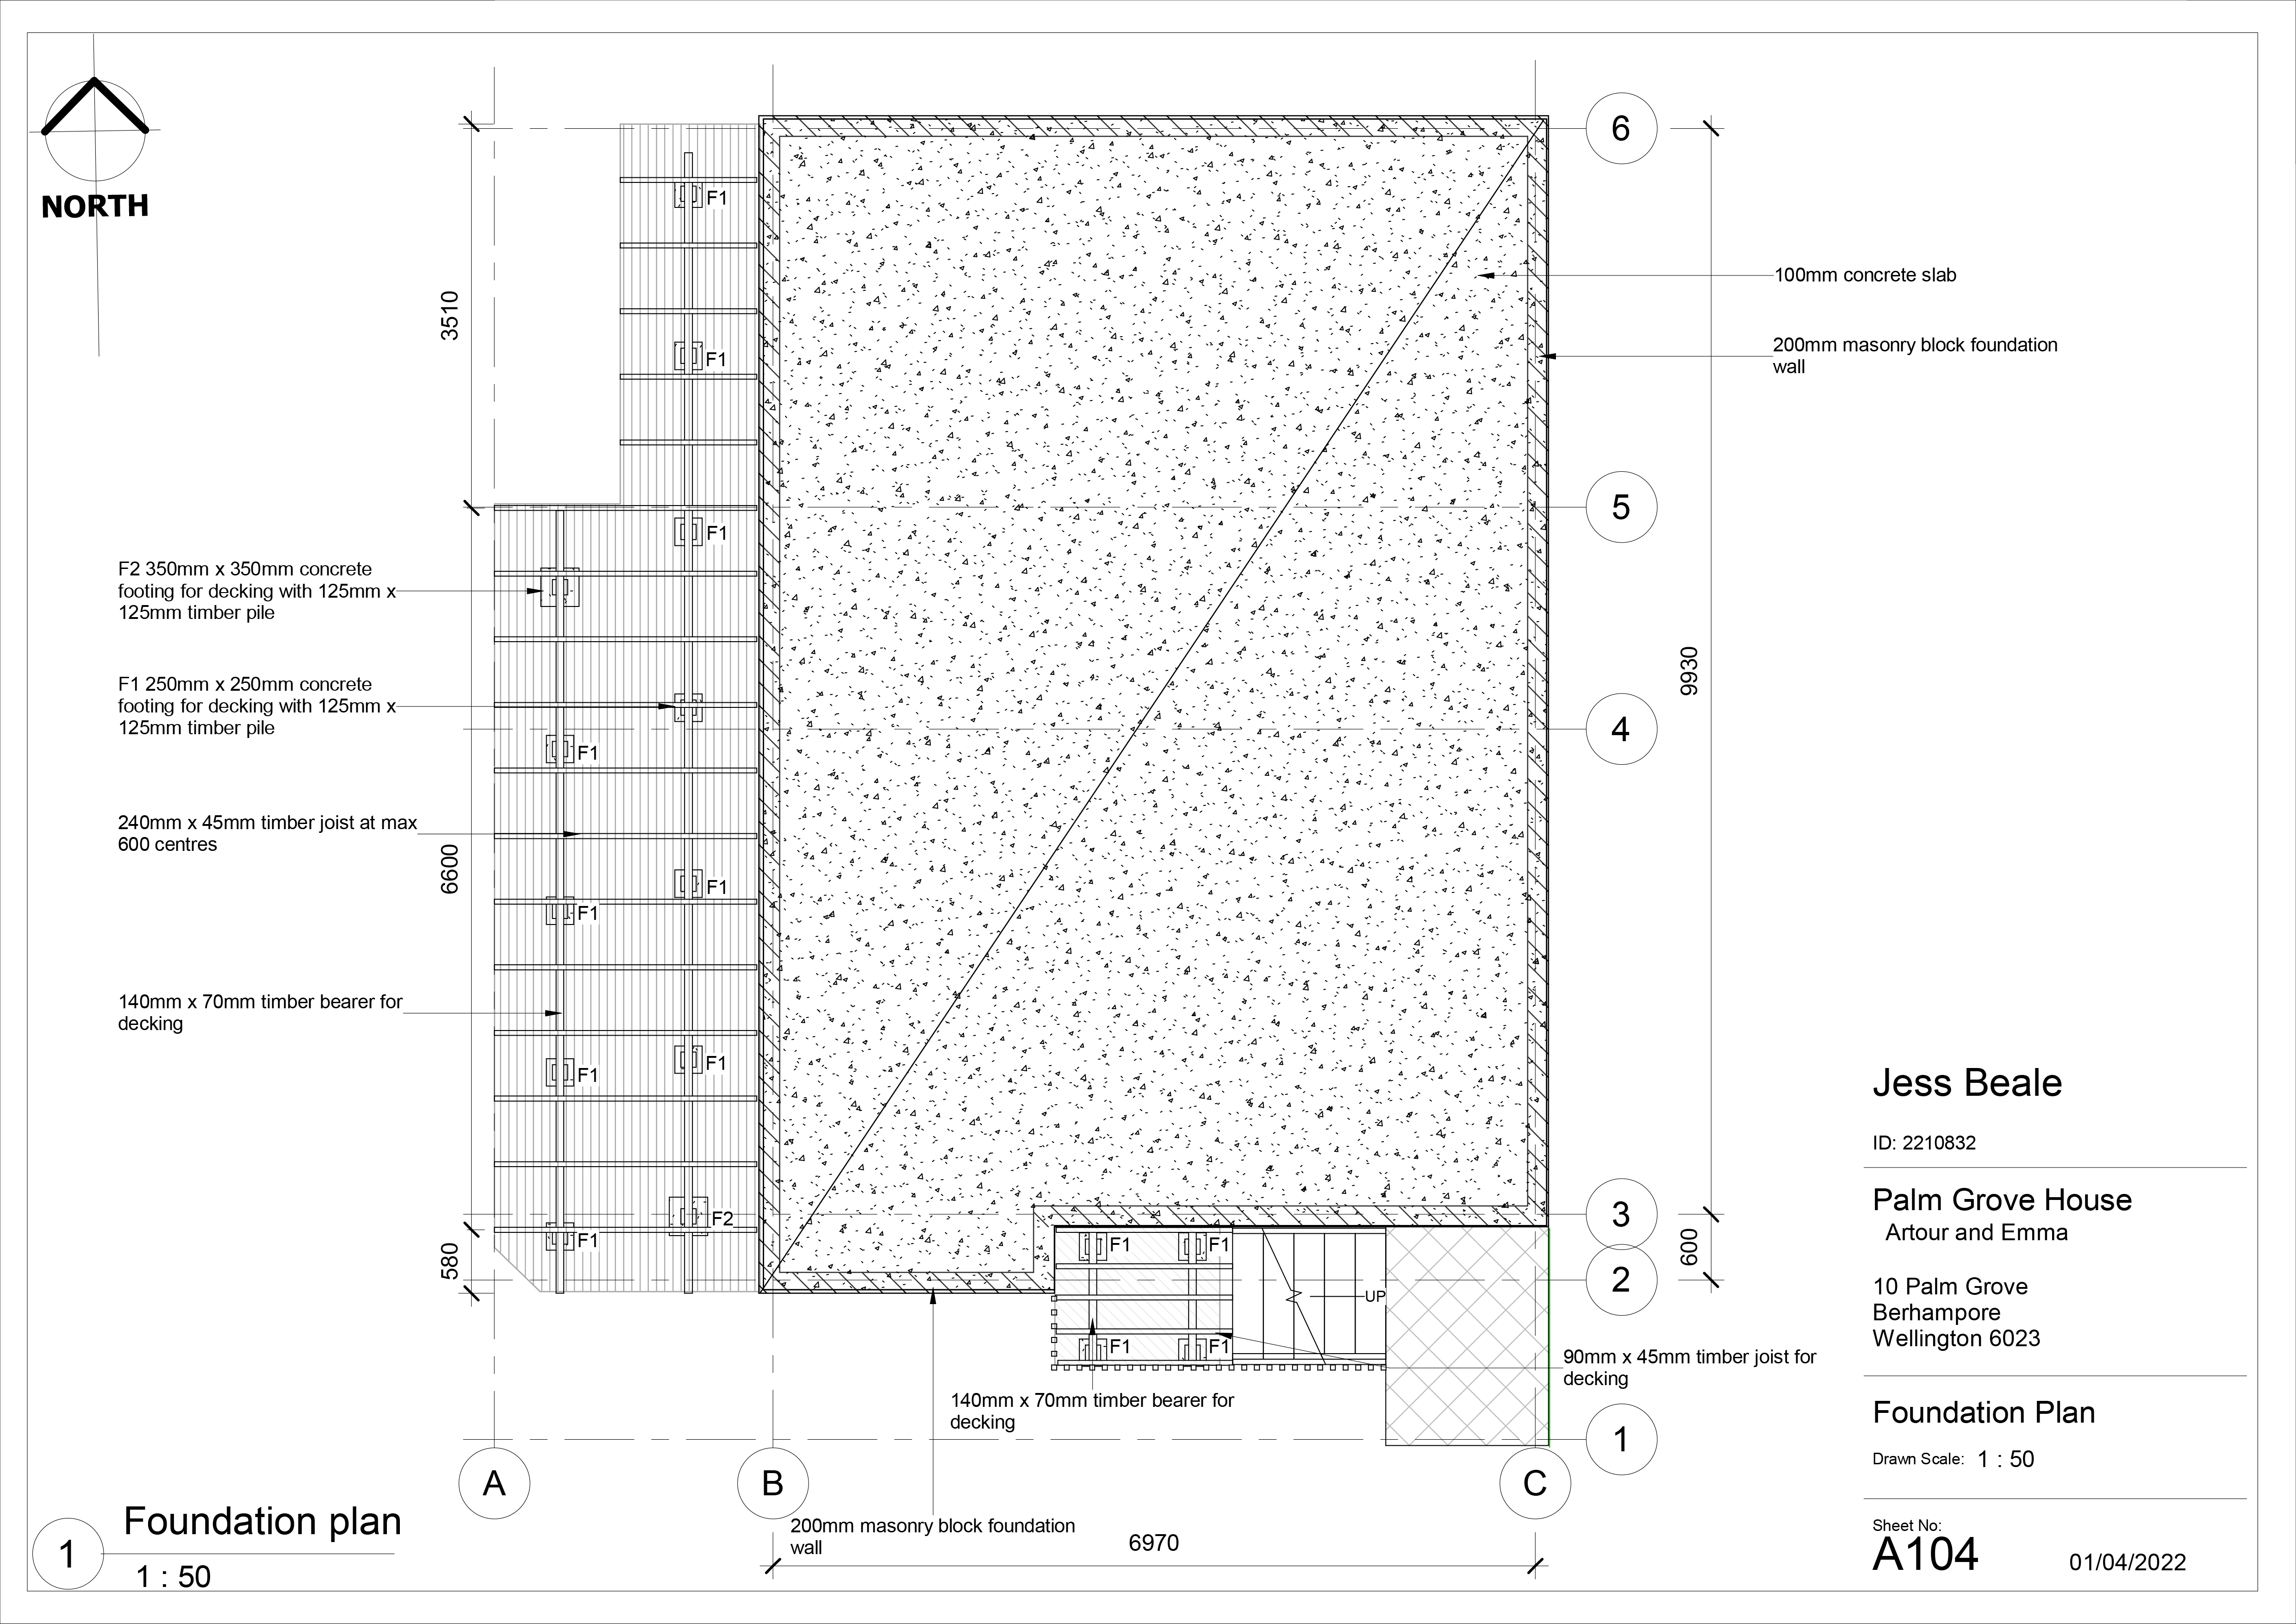 NORTH
6
F1
3510
100mm concrete slab
200mm masonry block foundation
wall
F1
5
F1
F2 350mm x 350mm concrete
footing for decking with 125mm x
125mm timber pile
9930
F1 250mm x 250mm concrete
footing for decking with 125mm x
125mm timber pile
4
F1
240mm x 45mm timber joist at max
600 centres
6600
F1
F1
140mm x 70mm timber bearer for
decking
F1
F1
F2
F1
580
3
600
2
F1
F1
UP
F1
F1
90mm x 45mm timber joist for
decking
140mm x 70mm timber bearer for
decking
1
A
B
C
200mm masonry block foundation
wall
6970
1
Foundation plan
1 : 50
Jess Beale
ID: 2210832
Palm Grove House
Artour and Emma
10 Palm Grove
Berhampore
Wellington 6023
Foundation Plan
Drawn Scale: 1 : 50
Sheet No:
A104
01/04/2022